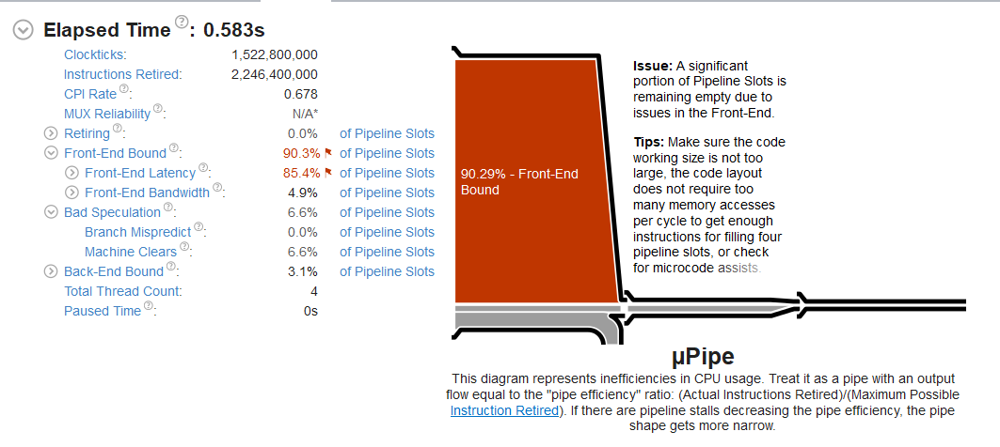 Elapsed Time ?: 0.583s
Clockticks: 1,522,800,000
Instructions Retired: 2,246,400,000
CPI Rate ?: 0.678
MUX Reliability ?: N/A*
Retiring ?: 0.0% of Pipeline Slots
Front-End Bound ?: 90.3% of Pipeline Slots
Front-End Latency ?: 85.4% of Pipeline Slots
Front-End Bandwidth ?: 4.9% of Pipeline Slots
Bad Speculation ?: 6.6% of Pipeline Slots
Branch Mispredict ?: 0.0% of Pipeline Slots
Machine Clears ?: 6.6% of Pipeline Slots
Back-End Bound ?: 3.1% of Pipeline Slots
Total Thread Count: 4
Paused Time ?: 0s
90.29% - Front-End
Bound
Issue: A significant
portion of Pipeline Slots is
remaining empty due to
issues in the Front-End.
Tips: Make sure the code
working size is not too
large, the code layout
does not require too
many memory accesses
per cycle to get enough
instructions for filling four
pipeline slots, or check
for microcode assists.
µPipe
This diagram represents inefficiencies in CPU usage. Treat it as a pipe with an output
flow equal to the "pipe efficiency" ratio: (Actual Instructions Retired)/(Maximum Possible
Instruction Retired). If there are pipeline stalls decreasing the pipe efficiency, the pipe
shape gets more narrow.